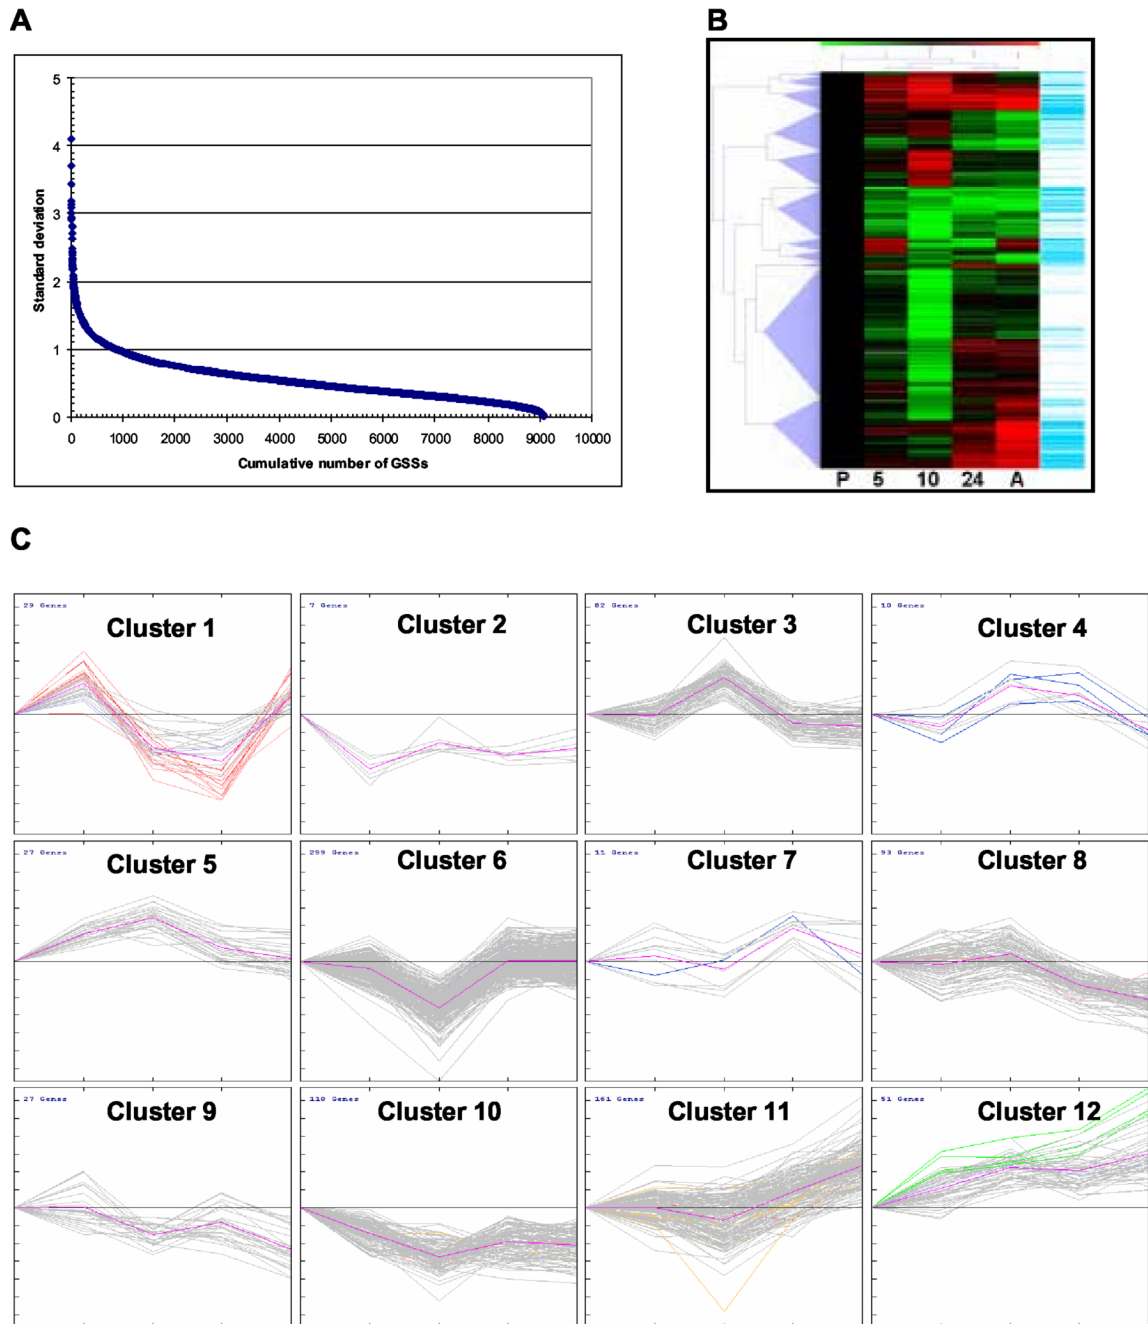 A
B
5
4
3
2
1
0
Standard deviation
0 1000 2000 3000 4000 5000 6000 7000 8000 9000 10000
Cumulative number of GSSs
P 5 10 24 A
C
29 Genes
Cluster 1
7 Genes
Cluster 2
82 Genes
Cluster 3
10 Genes
Cluster 4
27 Genes
Cluster 5
299 Genes
Cluster 6
11 Genes
Cluster 7
93 Genes
Cluster 8
27 Genes
Cluster 9
110 Genes
Cluster 10
161 Genes
Cluster 11
51 Genes
Cluster 12